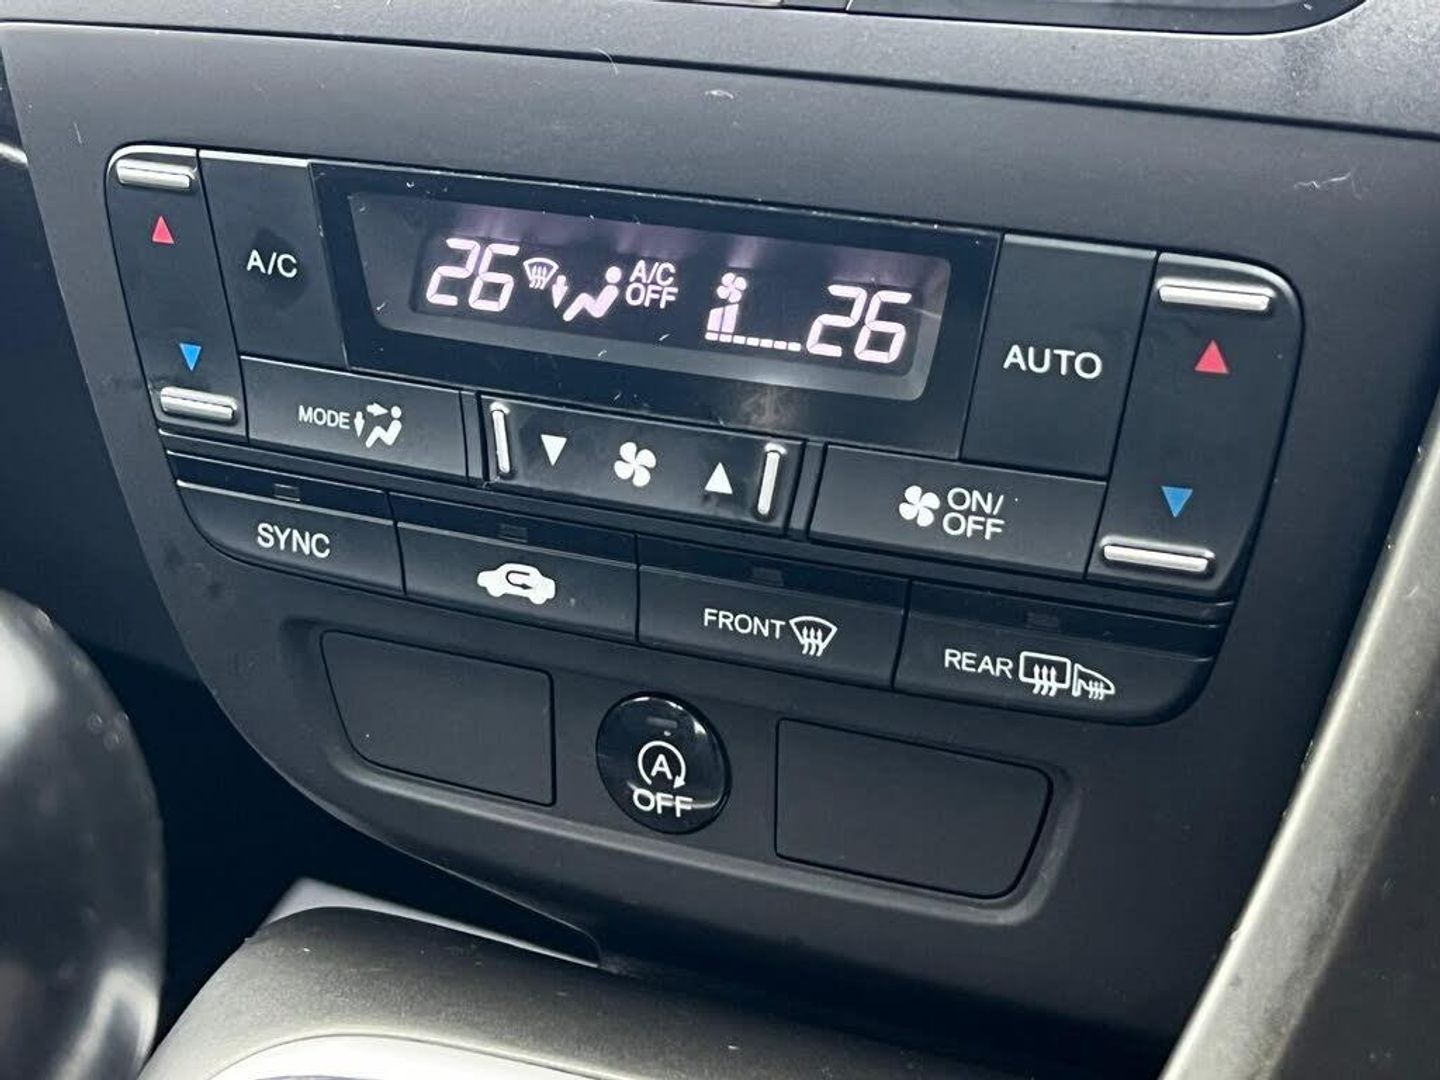 A/C
26 A/C 26
OFF
AUTO
MODE
ON/
OFF
SYNC
FRONT
REAR
A
OFF